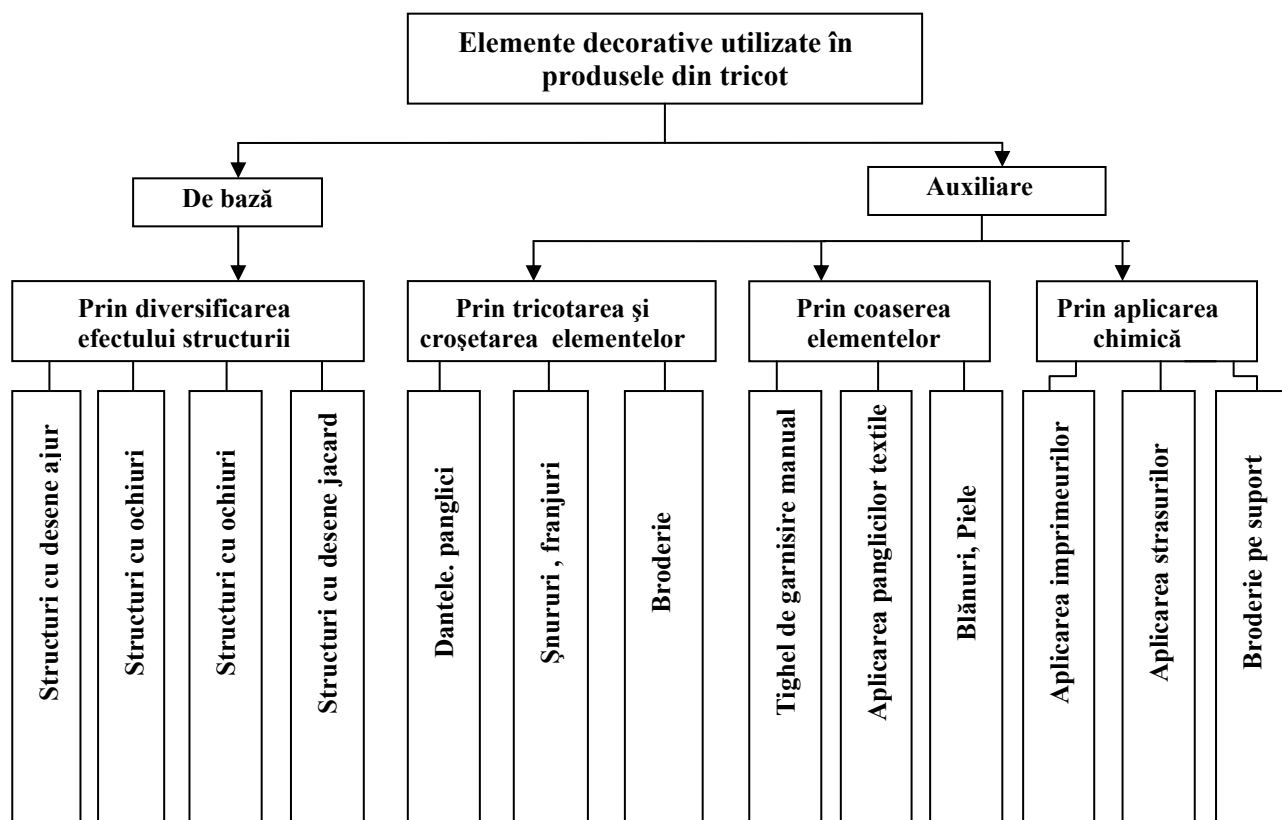 Elemente decorative utilizate în
produsele din tricot
De bază
Auxiliare
Prin diversificarea
efectului structurii
Prin tricotarea şi
croşetarea elementelor
Prin coaserea
elementelor
Prin aplicarea
chimică
Structuri cu desene ajur
Structuri cu ochiuri
Structuri cu ochiuri
Structuri cu desene jacard
Dantele. panglici
Şnururi , franjuri
Broderie
Tighel de garnisire manual
Aplicarea panglicilor textile
Blănuri, Piele
Aplicarea imprimeurilor
Aplicarea strasurilor
Broderie pe suport